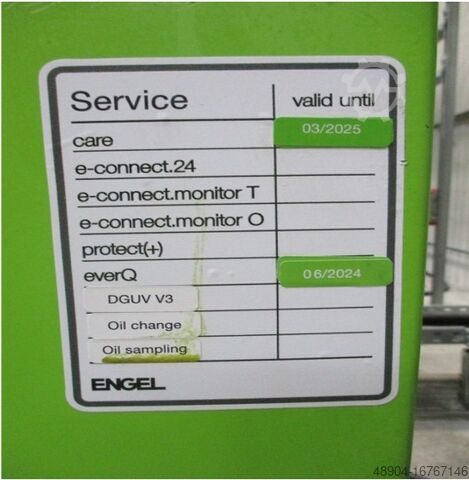 Service valid until
care 03/2025
e-connect.24
e-connect.monitor T
e-connect.monitor O
protect(+)
everQ 06/2024
DGUV V3
Oil change
Oil sampling
ENGEL
48904-16767146